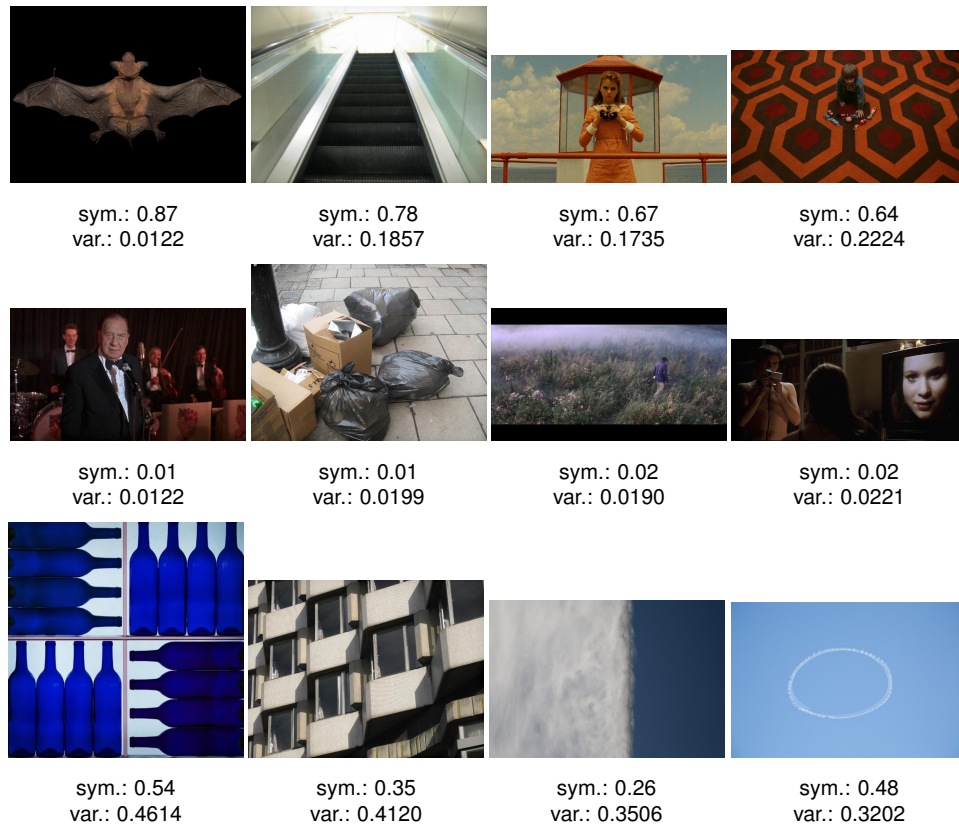 sym.: 0.87
var.: 0.0122
sym.: 0.78
var.: 0.1857
sym.: 0.67
var.: 0.1735
sym.: 0.64
var.: 0.2224
sym.: 0.01
var.: 0.0122
sym.: 0.01
var.: 0.0199
sym.: 0.02
var.: 0.0190
sym.: 0.02
var.: 0.0221
sym.: 0.54
var.: 0.4614
sym.: 0.35
var.: 0.4120
sym.: 0.26
var.: 0.3506
sym.: 0.48
var.: 0.3202